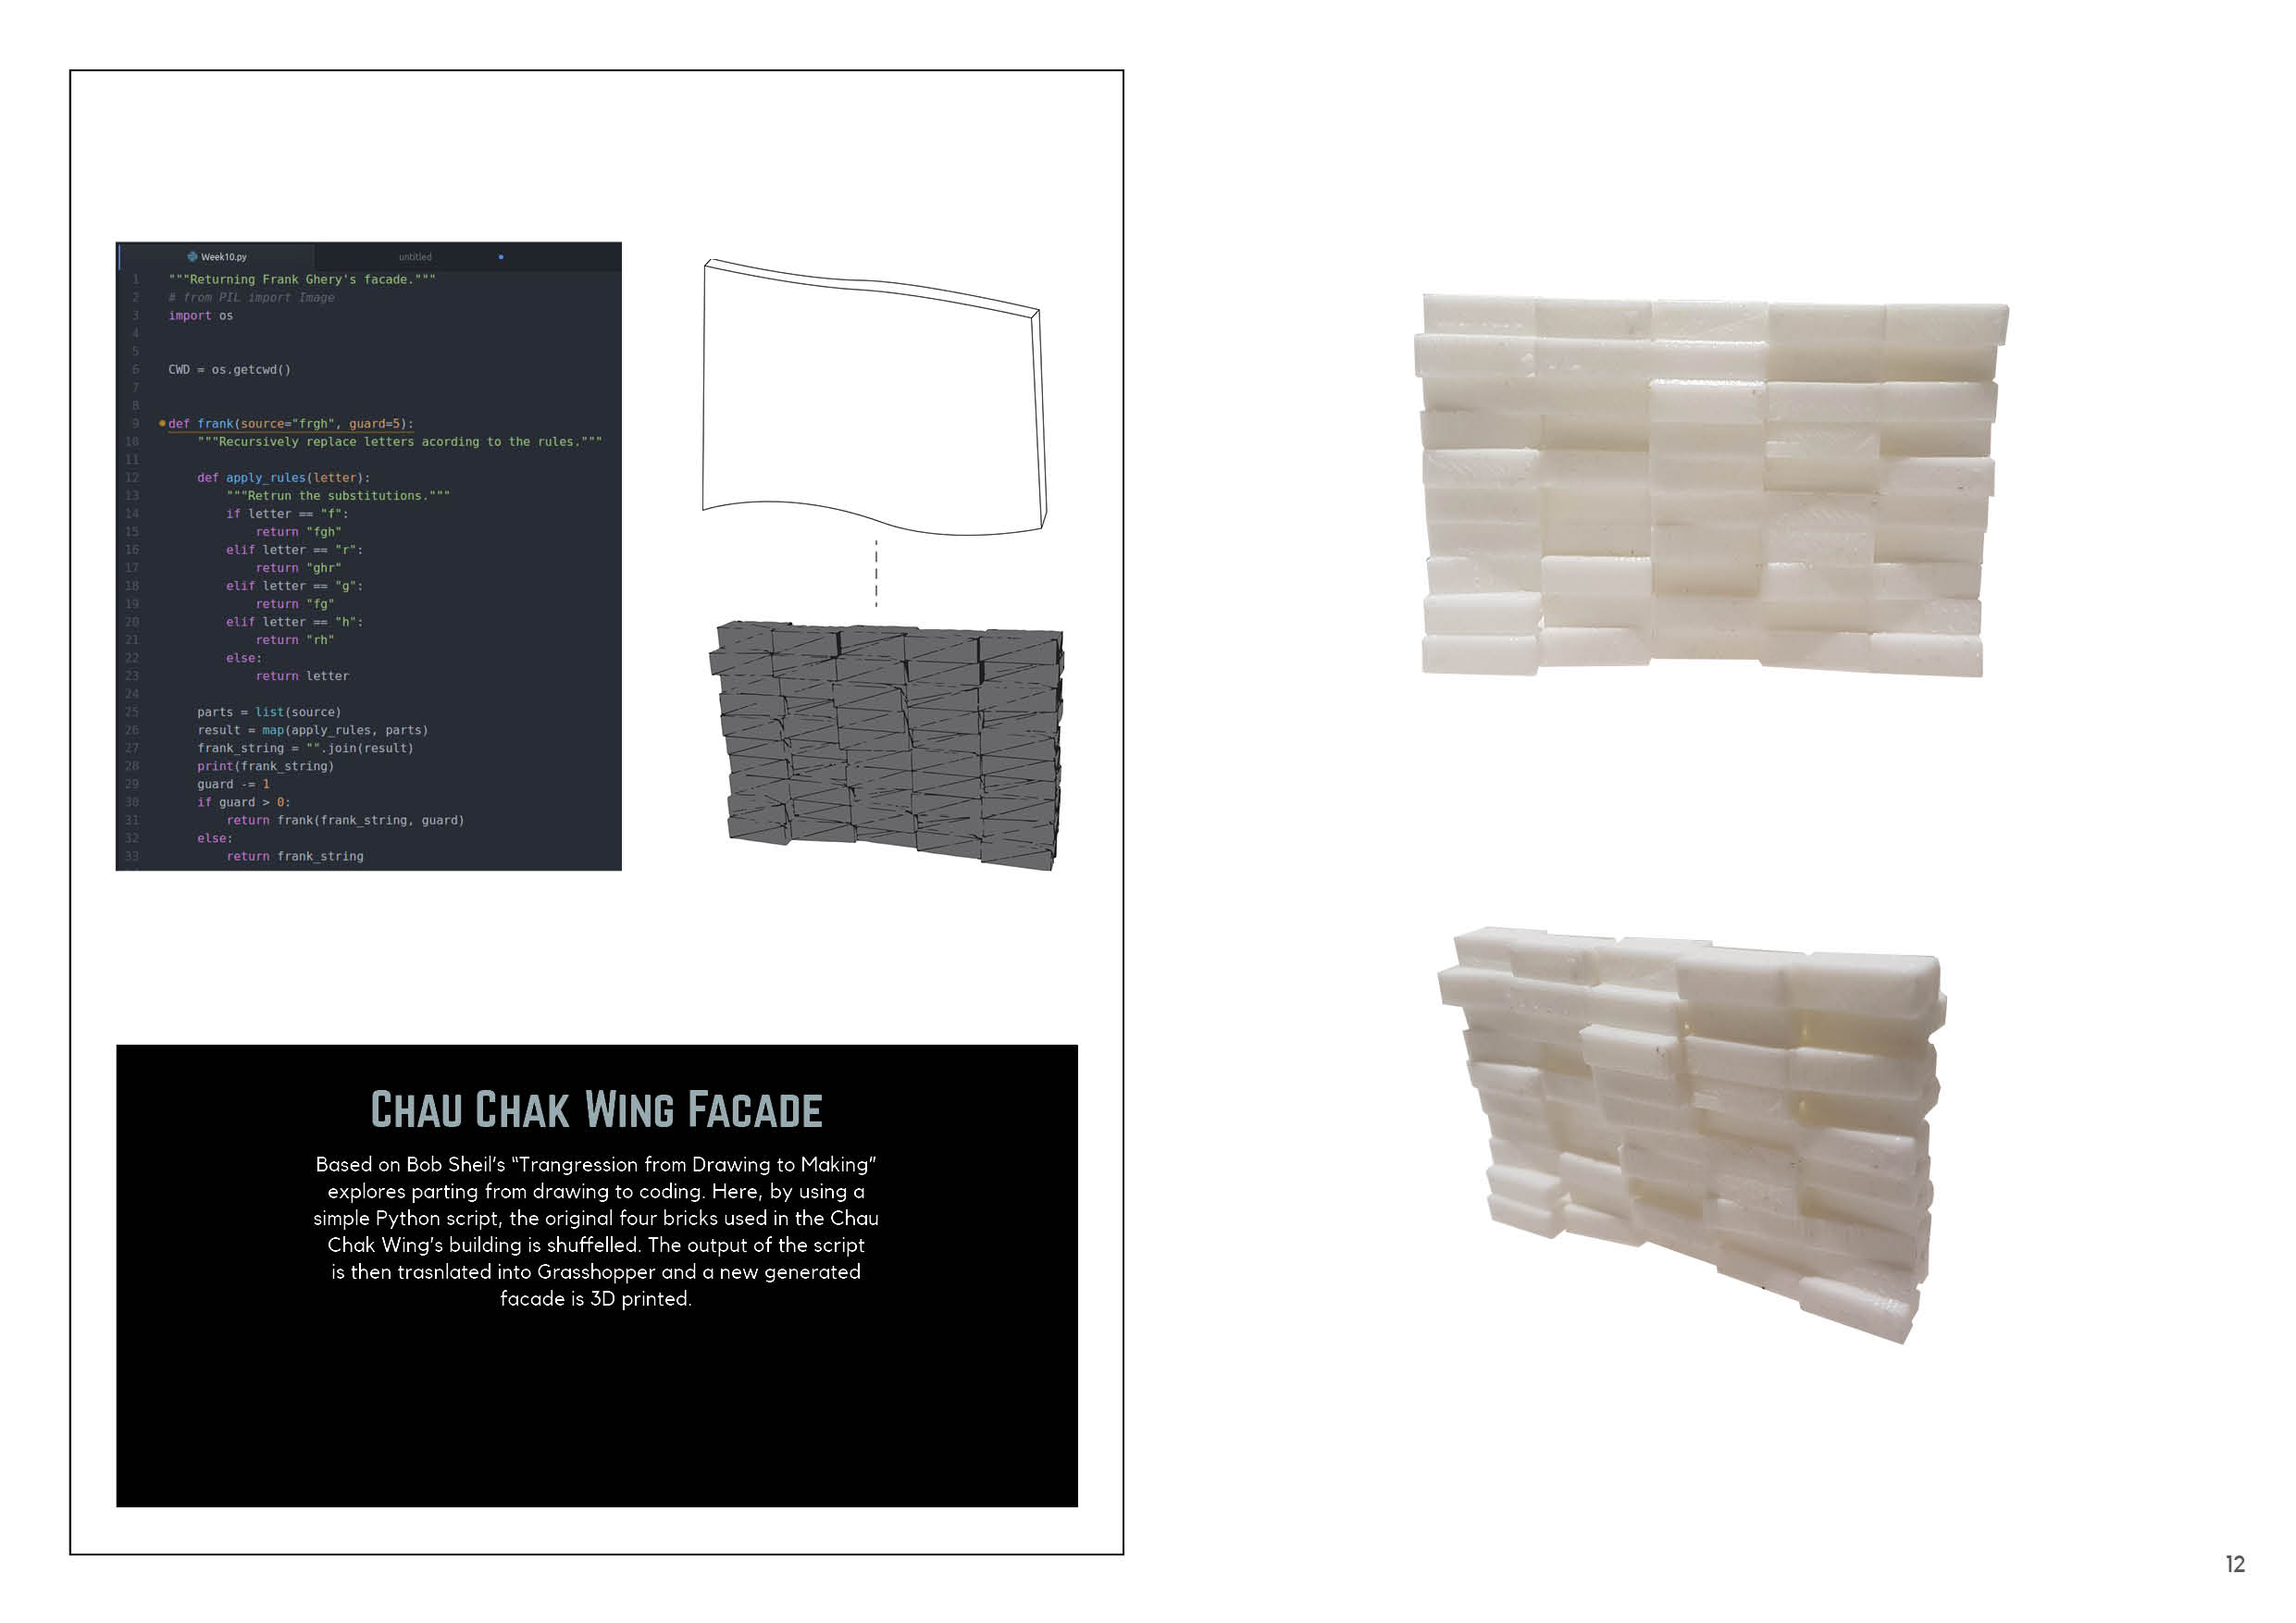 Week10.py
untitled
1 """Returning Frank Ghery's facade."""
2 # from PIL import Image
3 import os
4
5
6 CWD = os.getcwd()
7
8
9 def frank(source="frgh", guard=5):
10     """Recursively replace letters acording to the rules."""
11
12     def apply_rules(letter):
13         """Retrun the substitutions."""
14         if letter == "f":
15             return "fgh"
16         elif letter == "r":
17             return "ghr"
18         elif letter == "g":
19             return "fg"
20         elif letter == "h":
21             return "rh"
22         else:
23             return letter
24
25     parts = list(source)
26     result = map(apply_rules, parts)
27     frank_string = "".join(result)
28     print(frank_string)
29     guard -= 1
30     if guard > 0:
31         return frank(frank_string, guard)
32     else:
33         return frank_string
Chau Chak Wing Facade
Based on Bob Sheil's "Trangression from Drawing to Making"
explores parting from drawing to coding. Here, by using a
simple Python script, the original four bricks used in the Chau
Chak Wing's building is shuffelled. The output of the script
is then trasnlated into Grasshopper and a new generated
facade is 3D printed.
12